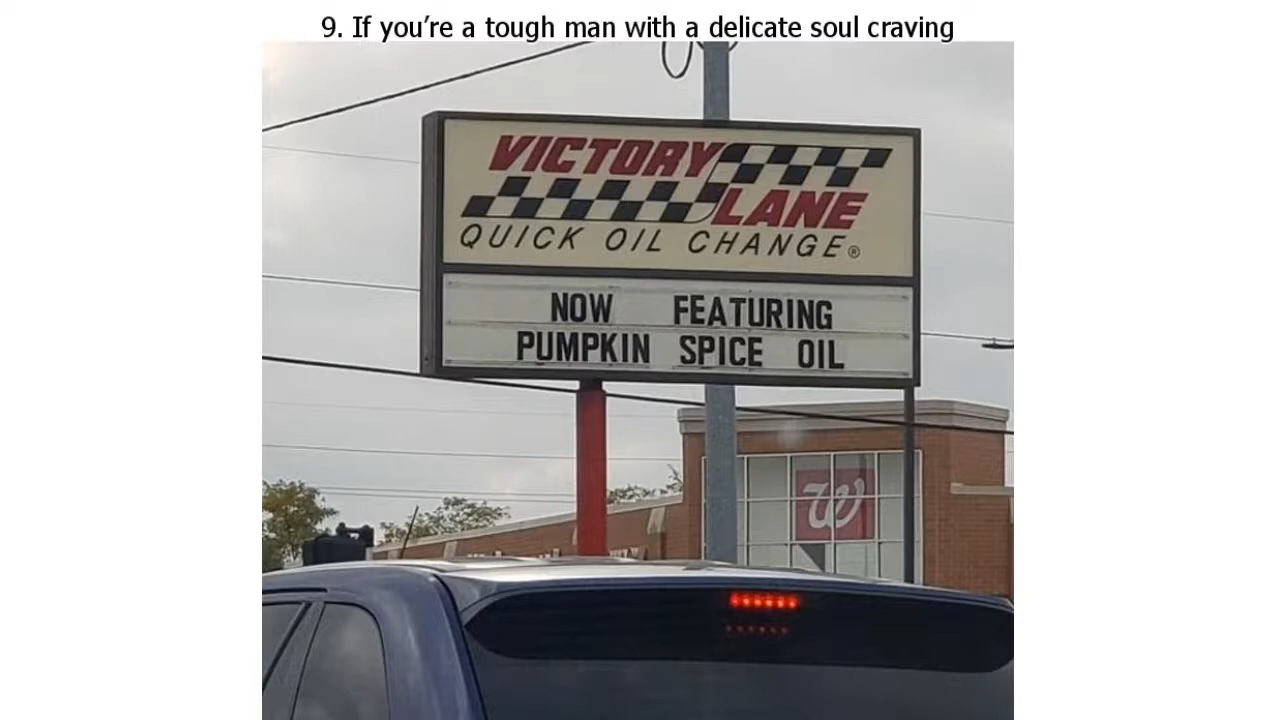 9. If you’re a tough man with a delicate soul craving
VICTORY
LANE
QUICK OIL CHANGE®
NOW FEATURING
PUMPKIN SPICE OIL
W